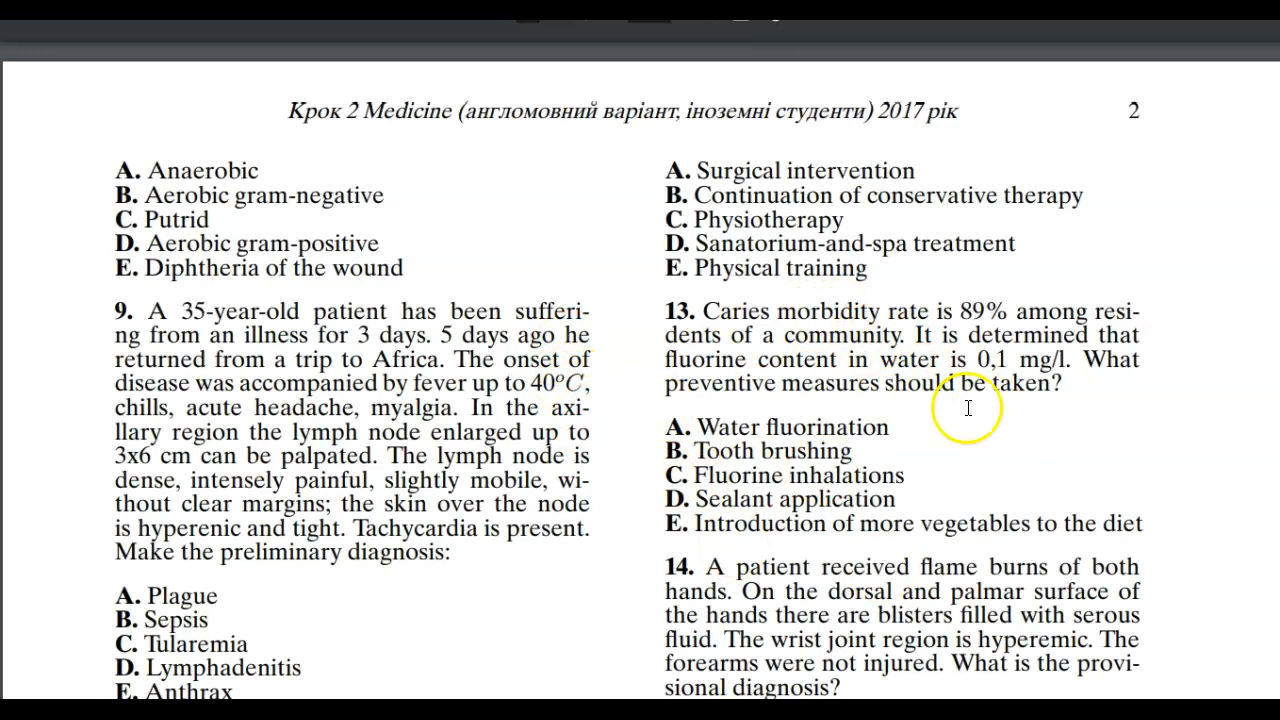 Крок 2 Medicine (англомовний варіант, іноземні студенти) 2017 рік 2
A. Anaerobic
B. Aerobic gram-negative
C. Putrid
D. Aerobic gram-positive
E. Diphtheria of the wound
9. A 35-year-old patient has been sufferi-
ng from an illness for 3 days. 5 days ago he
returned from a trip to Africa. The onset of
disease was accompanied by fever up to 40°C,
chills, acute headache, myalgia. In the axi-
llary region the lymph node enlarged up to
3x6 cm can be palpated. The lymph node is
dense, intensely painful, slightly mobile, wi-
thout clear margins; the skin over the node
is hyperenic and tight. Tachycardia is present.
Make the preliminary diagnosis:
A. Plague
B. Sepsis
C. Tularemia
D. Lymphadenitis
E. Anthrax
A. Surgical intervention
B. Continuation of conservative therapy
C. Physiotherapy
D. Sanatorium-and-spa treatment
E. Physical training
13. Caries morbidity rate is 89% among resi-
dents of a community. It is determined that
fluorine content in water is 0,1 mg/l. What
preventive measures should be taken?
A. Water fluorination
B. Tooth brushing
C. Fluorine inhalations
D. Sealant application
E. Introduction of more vegetables to the diet
14. A patient received flame burns of both
hands. On the dorsal and palmar surface of
the hands there are blisters filled with serous
fluid. The wrist joint region is hyperemic. The
forearms were not injured. What is the provi-
sional diagnosis?